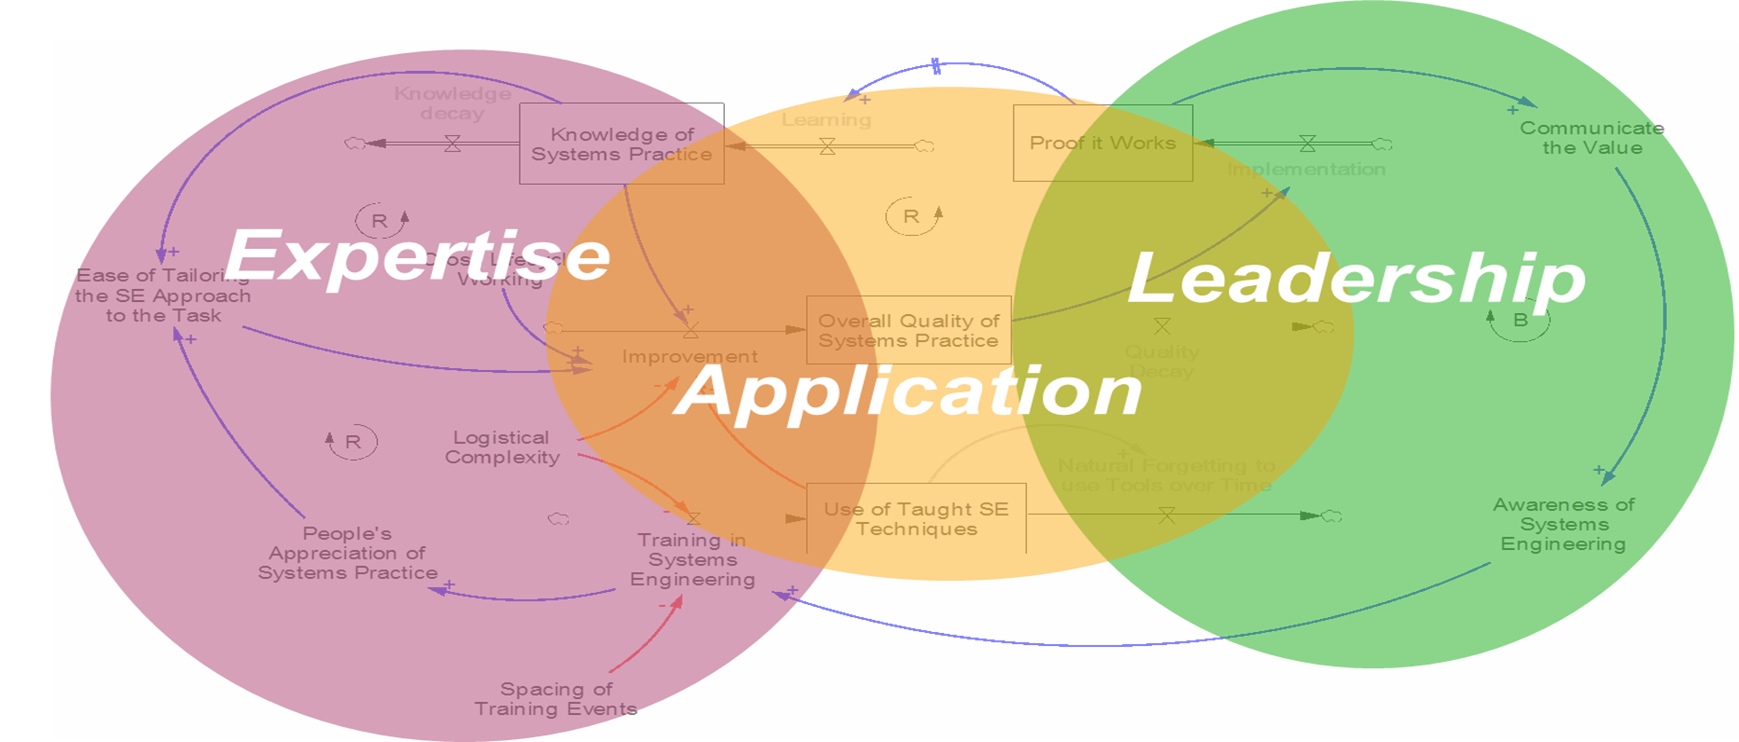 Knowledge
decay
Knowledge of
Systems Practice
Learning
Proof it Works
Implementation
Communicate
the Value
R
R
Expertise
Cross Lifecycle
Working
Ease of Tailoring
the SE Approach
to the Task
Leadership
B
Overall Quality of
Systems Practice
Improvement
Quality
Decay
Application
R
Logistical
Complexity
Natural Forgetting to
use Tools over Time
Use of Taught SE
Techniques
Awareness of
Systems
Engineering
People's
Appreciation of
Systems Practice
Training in
Systems
Engineering
Spacing of
Training Events